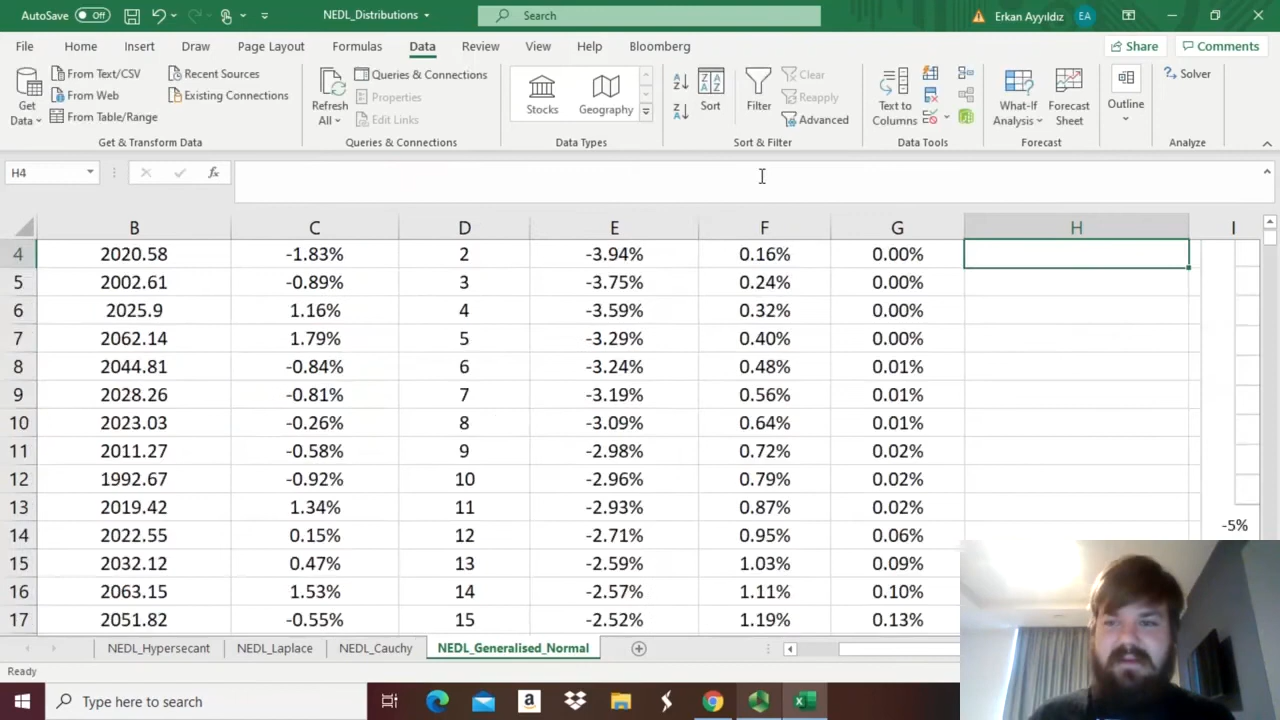 AutoSave Off NEDL_Distributions Search Erkan Ayyıldız EA
File Home Insert Draw Page Layout Formulas Data Review View Help Bloomberg Share Comments
Get Data
From Text/CSV
From Web
From Table/Range
Recent Sources
Existing Connections
Get & Transform Data
Refresh All
Queries & Connections
Properties
Edit Links
Queries & Connections
Stocks
Geography
Data Types
Sort
Filter
Clear
Reapply
Advanced
Sort & Filter
Text to Columns
Data Tools
What-If Analysis
Forecast Sheet
Forecast
Outline
Solver
Analyze
H4 fx
B C D E F G H I
4 2020.58 -1.83% 2 -3.94% 0.16% 0.00%
5 2002.61 -0.89% 3 -3.75% 0.24% 0.00%
6 2025.9 1.16% 4 -3.59% 0.32% 0.00%
7 2062.14 1.79% 5 -3.29% 0.40% 0.00%
8 2044.81 -0.84% 6 -3.24% 0.48% 0.01%
9 2028.26 -0.81% 7 -3.19% 0.56% 0.01%
10 2023.03 -0.26% 8 -3.09% 0.64% 0.01%
11 2011.27 -0.58% 9 -2.98% 0.72% 0.02%
12 1992.67 -0.92% 10 -2.96% 0.79% 0.02%
13 2019.42 1.34% 11 -2.93% 0.87% 0.02%
14 2022.55 0.15% 12 -2.71% 0.95% 0.06% -5%
15 2032.12 0.47% 13 -2.59% 1.03% 0.09%
16 2063.15 1.53% 14 -2.57% 1.11% 0.10%
17 2051.82 -0.55% 15 -2.52% 1.19% 0.13%
NEDL_Hypersecant NEDL_Laplace NEDL_Cauchy NEDL_Generalised_Normal
Ready
Type here to search